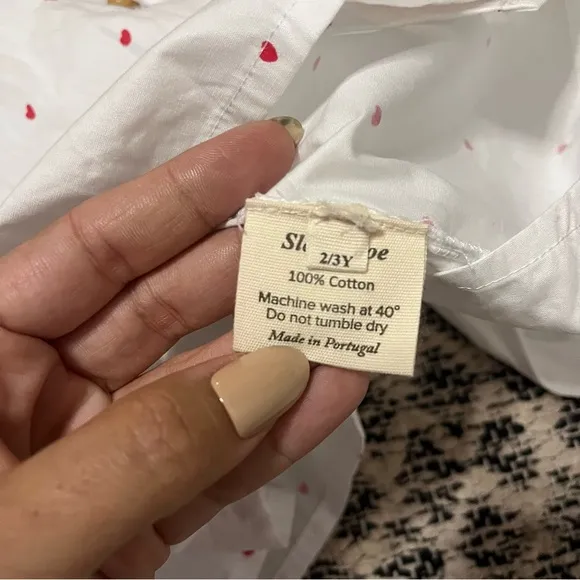 2/3Y
100% Cotton
Machine wash at 40°
Do not tumble dry
Made in Portugal